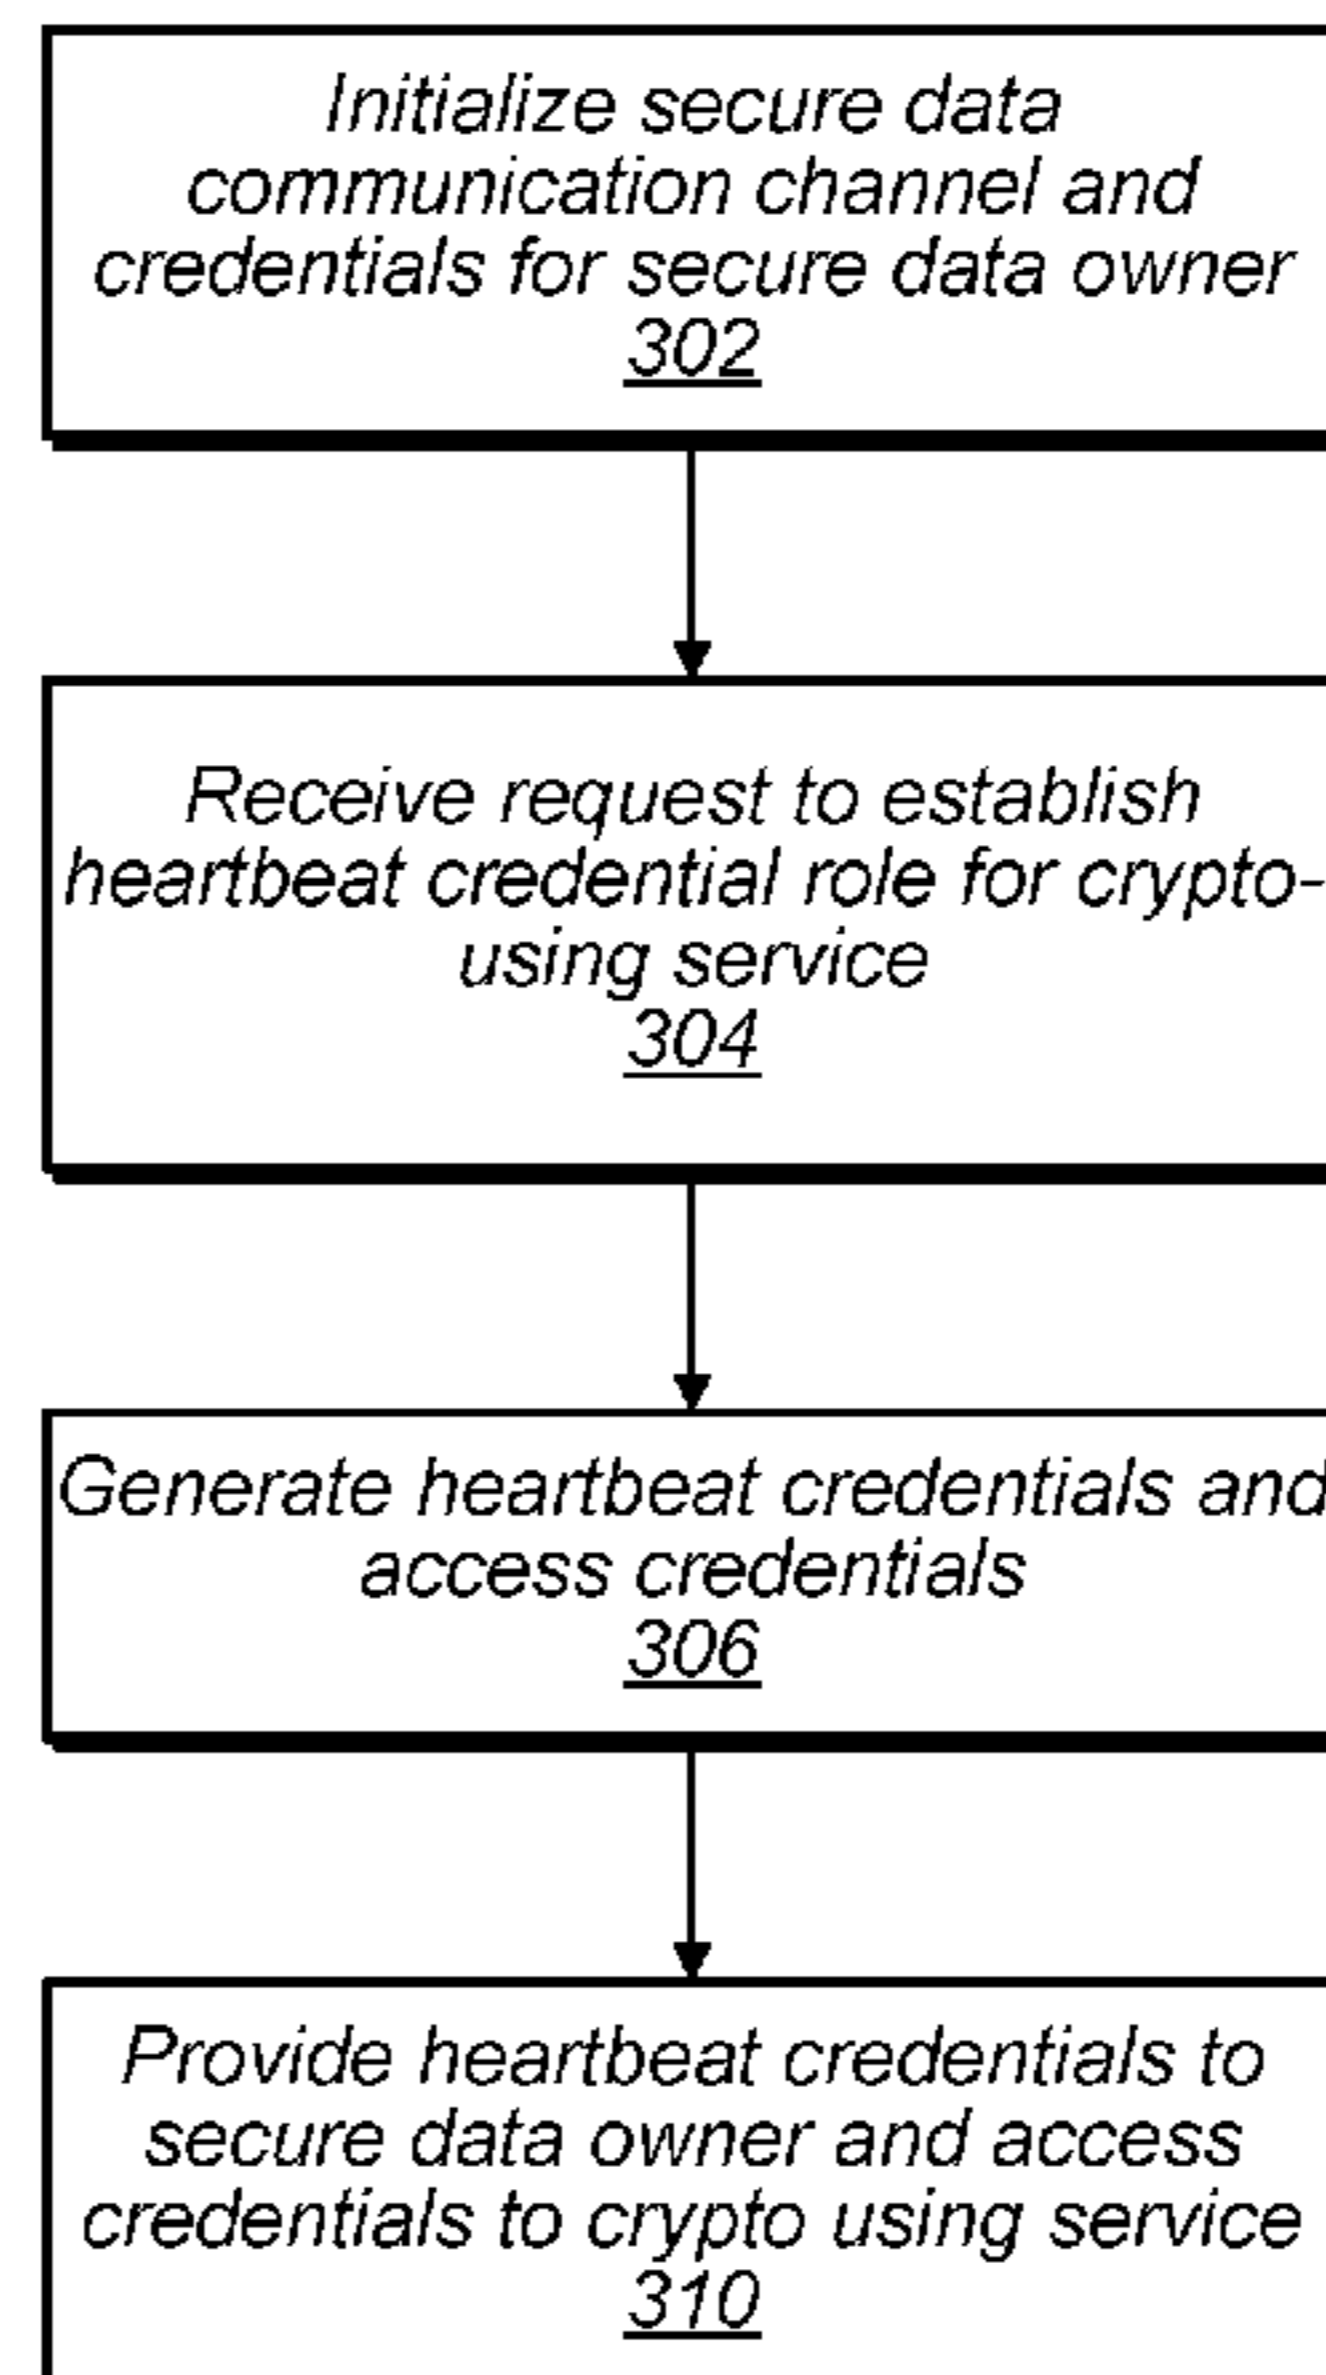 Initialize secure data
communication channel and
credentials for secure data owner
302
Receive request to establish
heartbeat credential role for crypto-
using service
304
Generate heartbeat credentials and
access credentials
306
Provide heartbeat credentials to
secure data owner and access
credentials to crypto using service
310